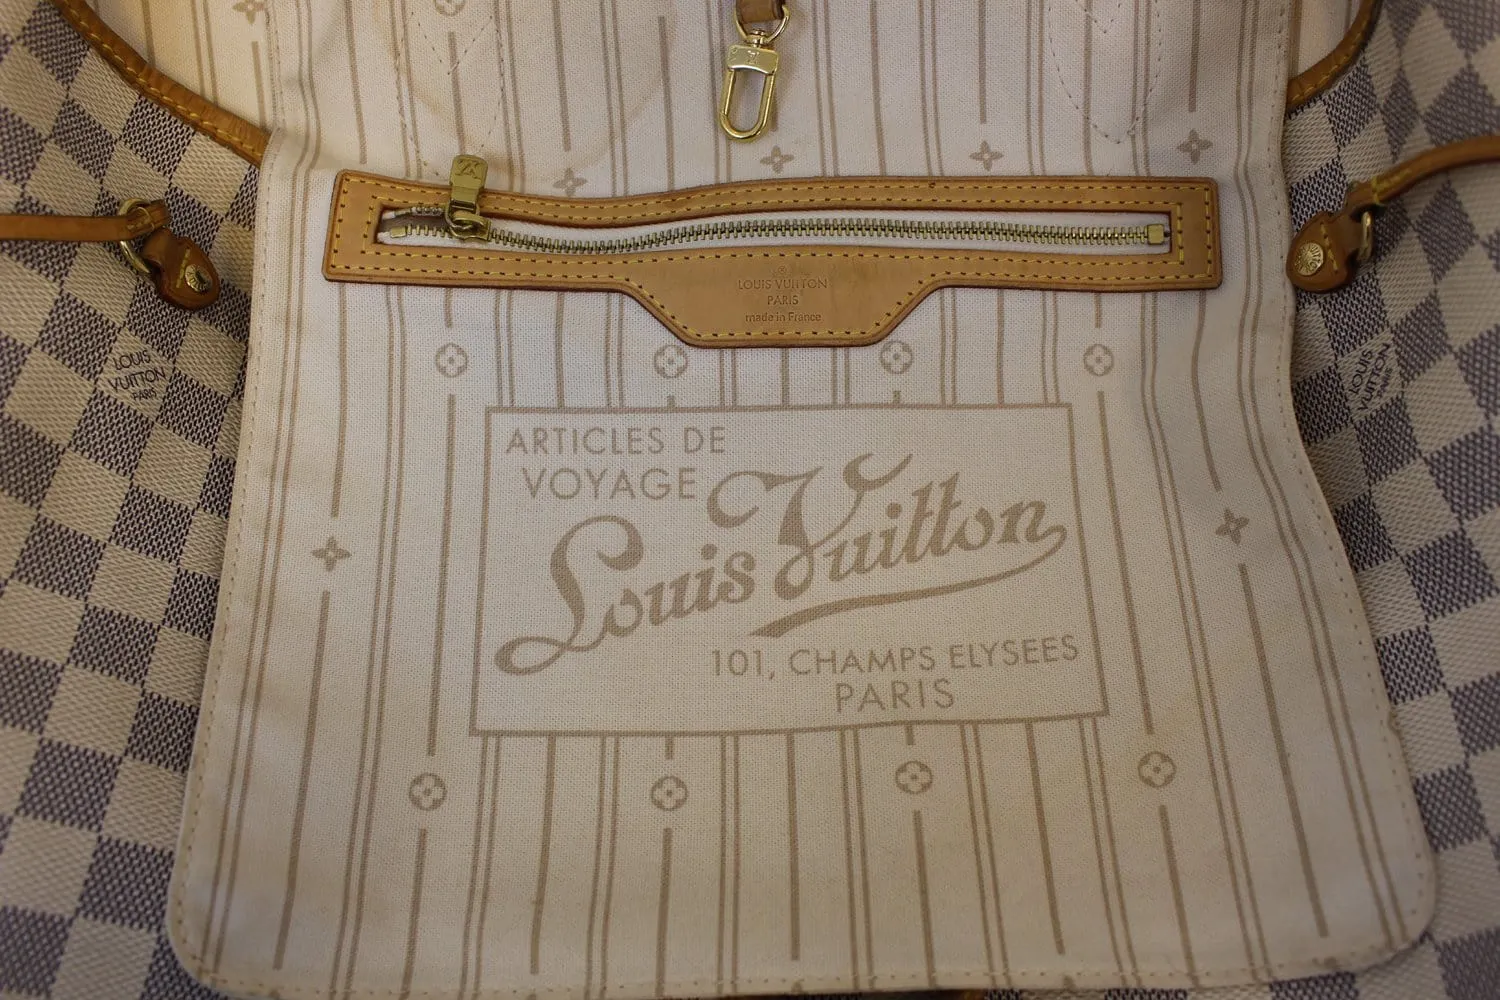 LOUIS VUITTON
PARIS
made in France
LOUIS
VUITTON
PARIS
LOUIS
VUITTON
PARIS
ARTICLES DE
VOYAGE
Louis Vuitton
101, CHAMPS ELYSEES
PARIS